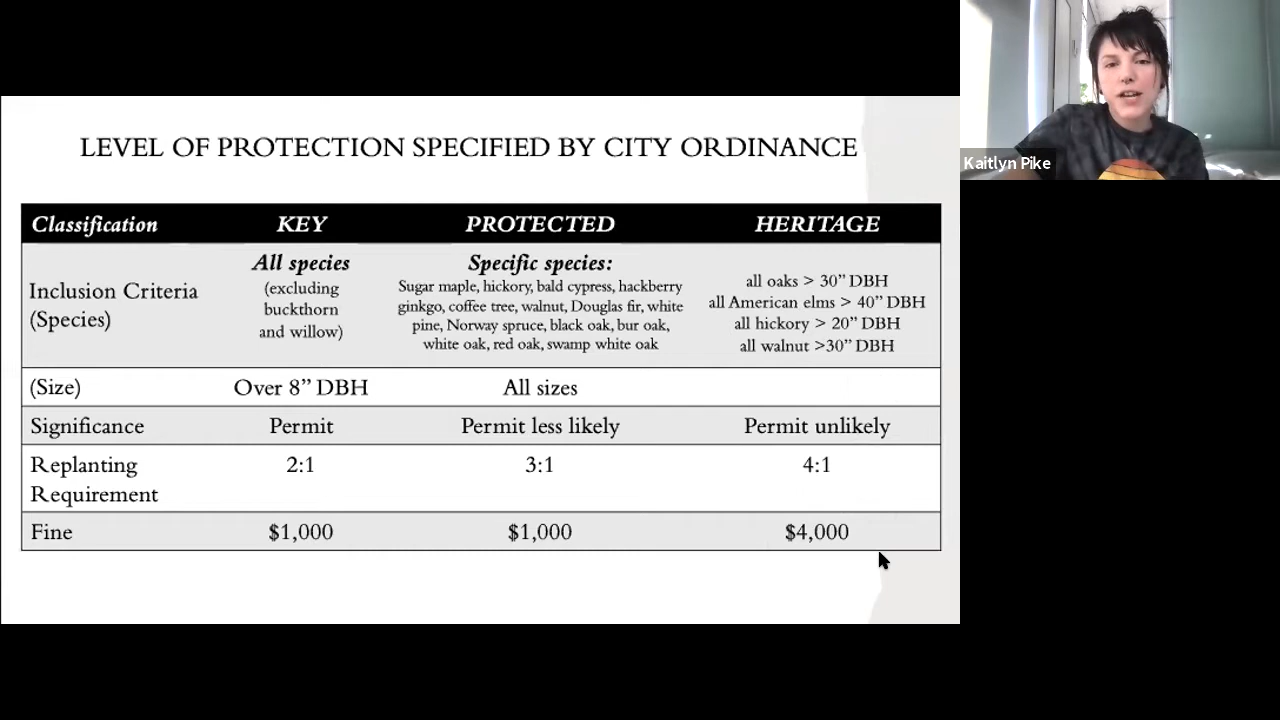 LEVEL OF PROTECTION SPECIFIED BY CITY ORDINANCE
Classification KEY PROTECTED HERITAGE
Inclusion Criteria
(Species)
All species
(excluding
buckthorn
and willow)
Specific species:
Sugar maple, hickory, bald cypress, hackberry
ginkgo, coffee tree, walnut, Douglas fir, white
pine, Norway spruce, black oak, bur oak,
white oak, red oak, swamp white oak
all oaks > 30” DBH
all American elms > 40” DBH
all hickory > 20” DBH
all walnut >30” DBH
(Size) Over 8” DBH All sizes
Significance Permit Permit less likely Permit unlikely
Replanting
Requirement
2:1 3:1 4:1
Fine $1,000 $1,000 $4,000
Kaitlyn Pike